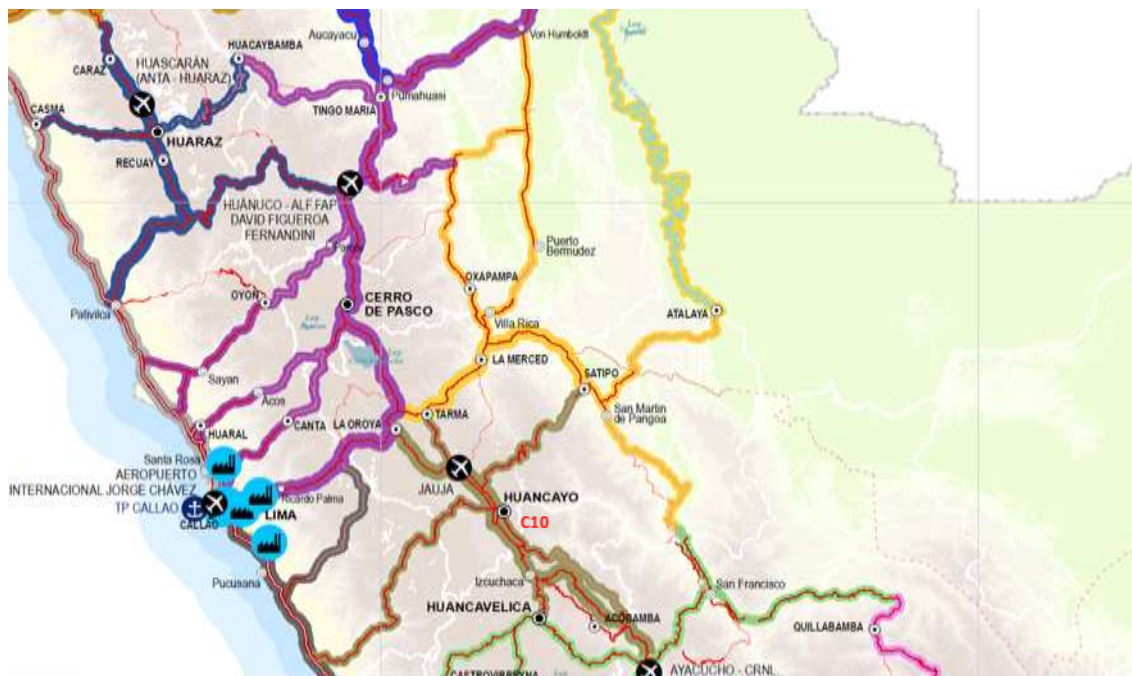 Von Humboldt
Aucayacu
HUACAYBAMBA
CARAZ
HUASCARÁN
(ANTA - HUARAZ)
Pumahuasi
TINGO MARIA
CASMA
HUARAZ
RECUAY
HUÁNUCO - ALF.FAP
DAVID FIGUEROA
FERNANDINI
Puerto
Bermudez
OXAPAMPA
OYON
CERRO
DE PASCO
Pativilca
Villa Rica
ATALAYA
LA MERCED
SATIPO
Sayan
Acos
San Martin
de Pangoa
TARMA
HUARAL
CANTA
LA OROYA
Santa Rosa
AEROPUERTO
INTERNACIONAL JORGE CHÁVEZ
JAUJA
Ricardo Palma
HUANCAYO
TP CALLAO
LIMA
C10
CALLAO
Pucusana
Izcuchaca
San Francisco
HUANCAVELICA
ACOBAMBA
QUILLABAMBA
CASTROVIRREYNA
AYACUCHO - CRNL